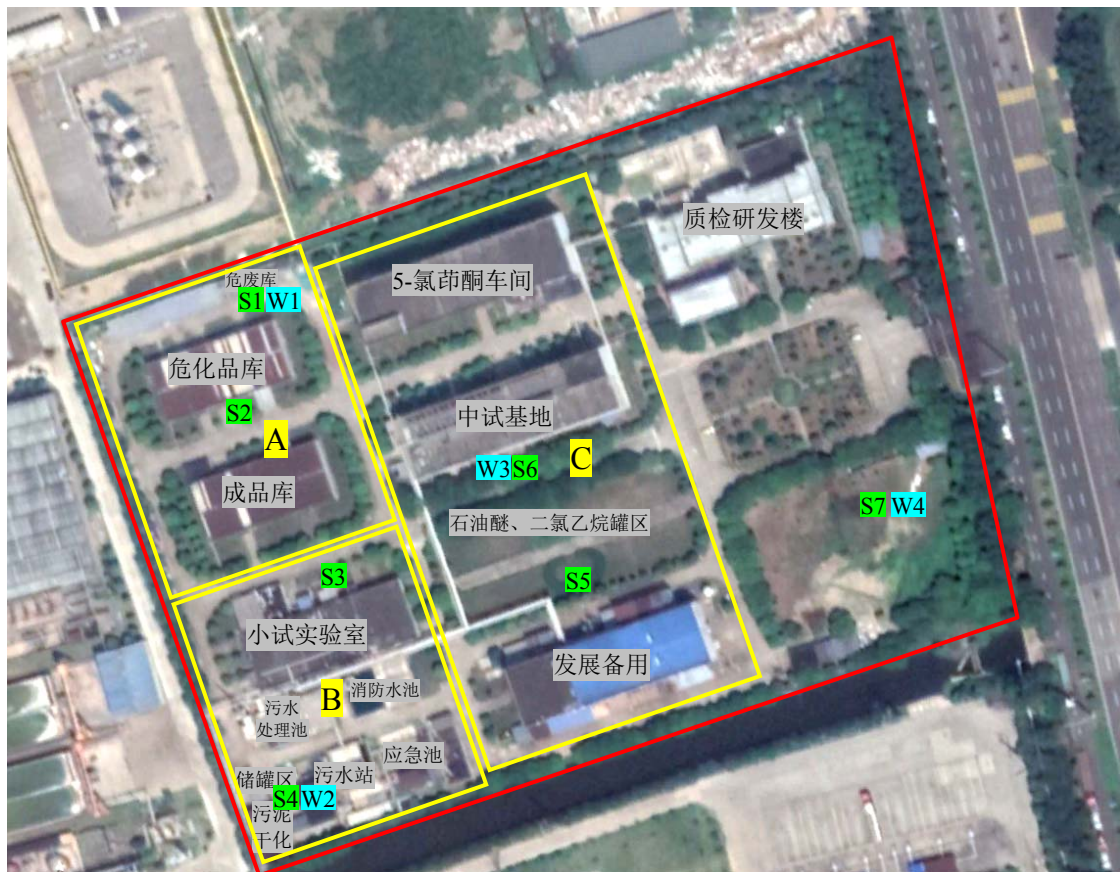 质检研发楼
危废库
5-氯茚酮车间
S1 W1
危化品库
S2
中试基地
A
C
W3 S6
成品库
S7 W4
石油醚、二氯乙烷罐区
S3
S5
小试实验室
发展备用
消防水池
B
污水
处理池
应急池
储罐区
污水站
S4 W2
污泥
干化